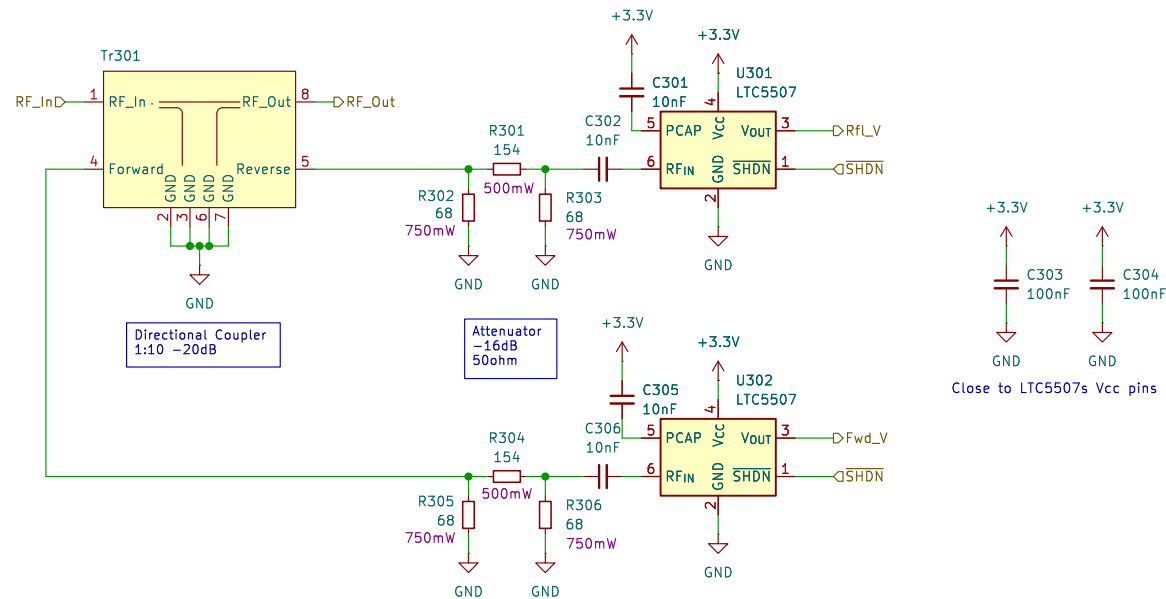 Tr301
RF_In
1
RF_In
RF_Out
8
RF_Out
4
Forward
Reverse
5
GND
GND
GND
GND
2
3
6
7
GND
Directional Coupler
1:10 -20dB
R301
154
500mW
R302
68
750mW
R303
68
750mW
GND
GND
Attenuator
-16dB
50ohm
+3.3V
C301
10nF
C302
10nF
+3.3V
U301
LTC5507
4
5
PCAP
VCC
VOUT
3
Rfl_V
6
RFIN
GND
SHDN
1
SHDN
2
GND
+3.3V
C303
100nF
GND
+3.3V
C304
100nF
GND
Close to LTC5507s Vcc pins
R304
154
500mW
R305
68
750mW
R306
68
750mW
GND
GND
+3.3V
C305
10nF
C306
10nF
+3.3V
U302
LTC5507
4
5
PCAP
VCC
VOUT
3
Fwd_V
6
RFIN
GND
SHDN
1
SHDN
2
GND